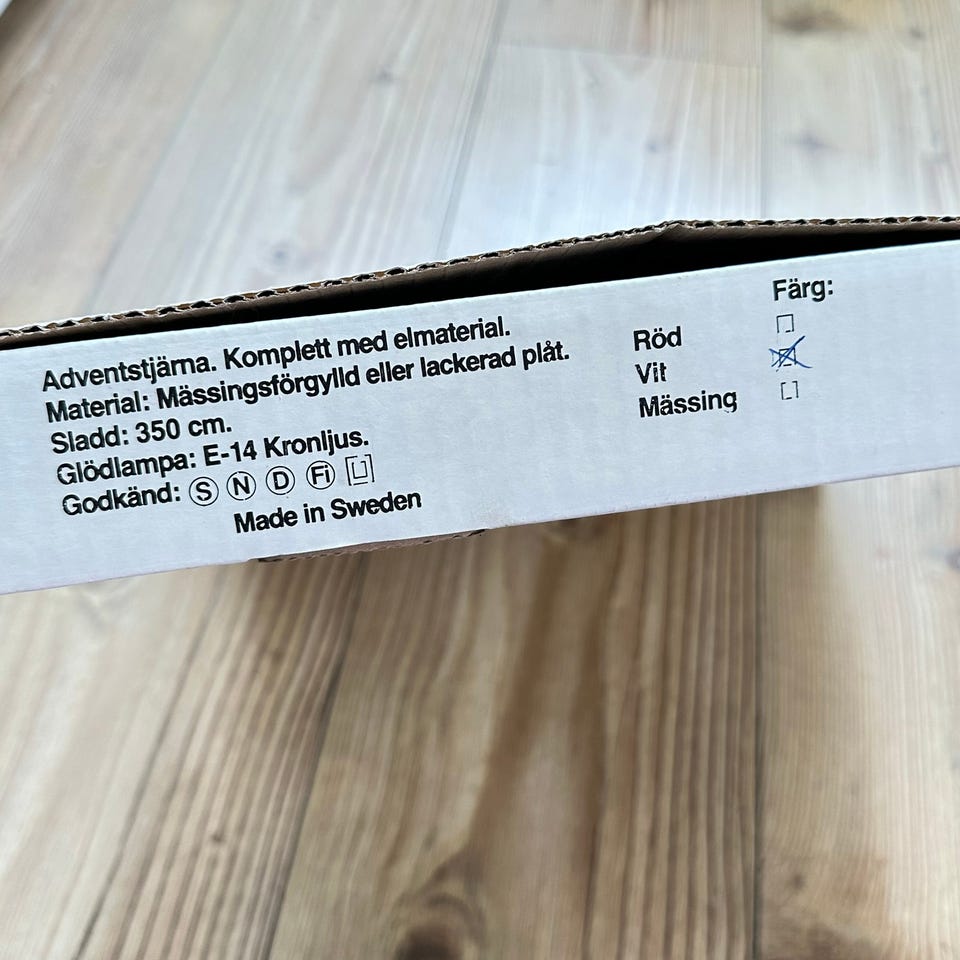 Adventstjärna. Komplett med elmaterial.
Material: Mässingsförgylld eller lackerad plåt.
Sladd: 350 cm.
Glödlampa: E-14 Kronljus.
Godkänd: S N D Fi
Made in Sweden
Färg:
Röd
Vit
Mässing